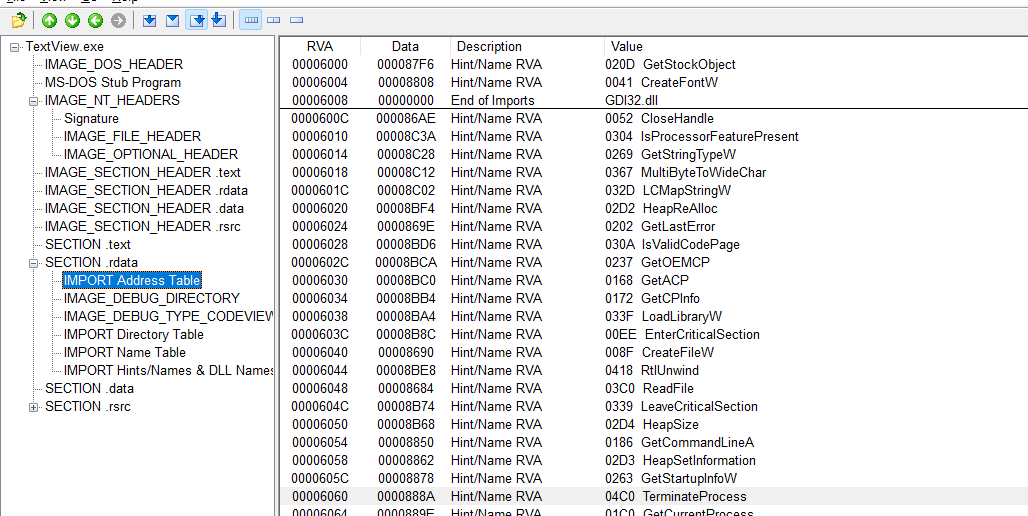 TextView.exe
IMAGE_DOS_HEADER
MS-DOS Stub Program
IMAGE_NT_HEADERS
Signature
IMAGE_FILE_HEADER
IMAGE_OPTIONAL_HEADER
IMAGE_SECTION_HEADER .text
IMAGE_SECTION_HEADER .rdata
IMAGE_SECTION_HEADER .data
IMAGE_SECTION_HEADER .rsrc
SECTION .text
SECTION .rdata
IMPORT Address Table
IMAGE_DEBUG_DIRECTORY
IMAGE_DEBUG_TYPE_CODEVIEW
IMPORT Directory Table
IMPORT Name Table
IMPORT Hints/Names & DLL Names
SECTION .data
SECTION .rsrc
RVA Data Description Value
00006000 000087F6 Hint/Name RVA 020D GetStockObject
00006004 00008808 Hint/Name RVA 0041 CreateFontW
00006008 00000000 End of Imports GDI32.dll
0000600C 000086AE Hint/Name RVA 0052 CloseHandle
00006010 00008C3A Hint/Name RVA 0304 IsProcessorFeaturePresent
00006014 00008C28 Hint/Name RVA 0269 GetStringTypeW
00006018 00008C12 Hint/Name RVA 0367 MultiByteToWideChar
0000601C 00008C02 Hint/Name RVA 032D LCMapStringW
00006020 00008BF4 Hint/Name RVA 02D2 HeapReAlloc
00006024 0000869E Hint/Name RVA 0202 GetLastError
00006028 00008BD6 Hint/Name RVA 030A IsValidCodePage
0000602C 00008BCA Hint/Name RVA 0237 GetOEMCP
00006030 00008BC0 Hint/Name RVA 0168 GetACP
00006034 00008BB4 Hint/Name RVA 0172 GetCPInfo
00006038 00008BA4 Hint/Name RVA 033F LoadLibraryW
0000603C 00008B8C Hint/Name RVA 00EE EnterCriticalSection
00006040 00008690 Hint/Name RVA 008F CreateFileW
00006044 00008BE8 Hint/Name RVA 0418 RtlUnwind
00006048 00008684 Hint/Name RVA 03C0 ReadFile
0000604C 00008B74 Hint/Name RVA 0339 LeaveCriticalSection
00006050 00008B68 Hint/Name RVA 02D4 HeapSize
00006054 00008850 Hint/Name RVA 0186 GetCommandLineA
00006058 00008862 Hint/Name RVA 02D3 HeapSetInformation
0000605C 00008878 Hint/Name RVA 0263 GetStartupInfoW
00006060 0000888A Hint/Name RVA 04C0 TerminateProcess
00006064 0000889E Hint/Name RVA 01C0 GetCurrentProcess